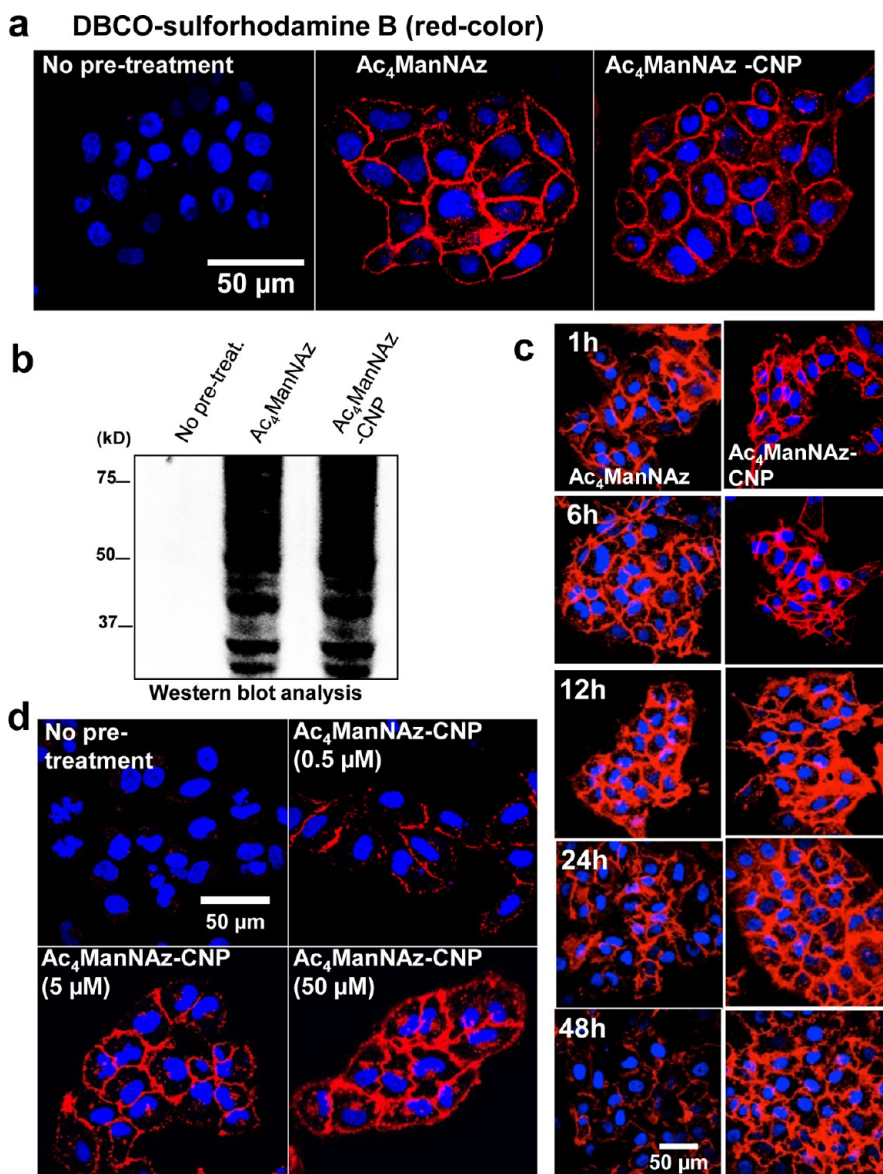 a DBCO-sulforhodamine B (red-color)
No pre-treatment
Ac₄ManNAz
Ac₄ManNAz -CNP
50 µm
b
No pre-treat.
Ac₄ManNAz
Ac₄ManNAz
-CNP
(kD)
75
50
37
Western blot analysis
c
1h
Ac₄ManNAz
Ac₄ManNAz-
CNP
6h
12h
24h
48h
50 µm
d
No pre-
treatment
50 µm
Ac₄ManNAz-CNP
(0.5 µM)
Ac₄ManNAz-CNP
(5 µM)
Ac₄ManNAz-CNP
(50 µM)